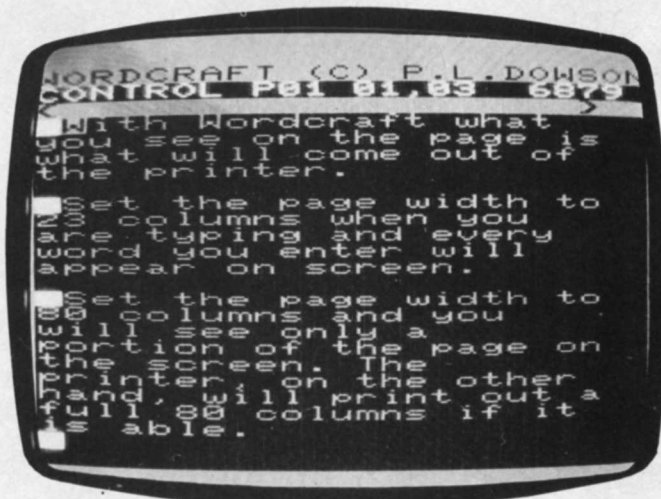 WORDCRAFT (C) P.L.DOWSON
CONTROL P01 01,03 6879
With Wordcraft what
you see on the page is
what will come out of
the printer.
Set the page width to
23 columns when you
are typing and every
word you enter will
appear on screen.
Set the page width to
80 columns and you
will see only a
portion of the page on
the screen. The
printer, on the other
hand, will print out a
full 80 columns if it
is able.